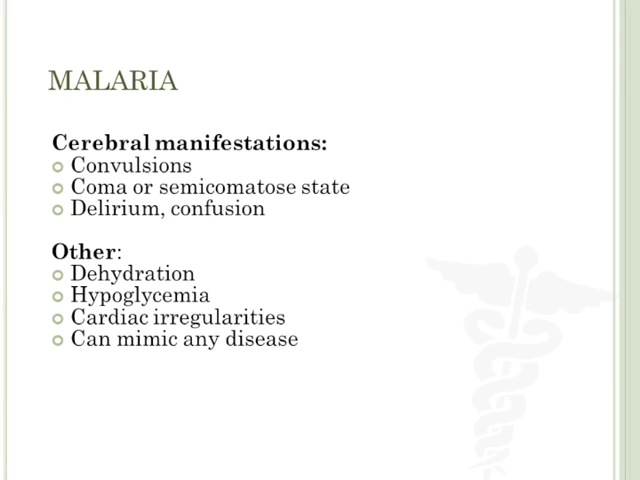 MALARIA
Cerebral manifestations:
Convulsions
Coma or semicomatose state
Delirium, confusion
Other:
Dehydration
Hypoglycemia
Cardiac irregularities
Can mimic any disease